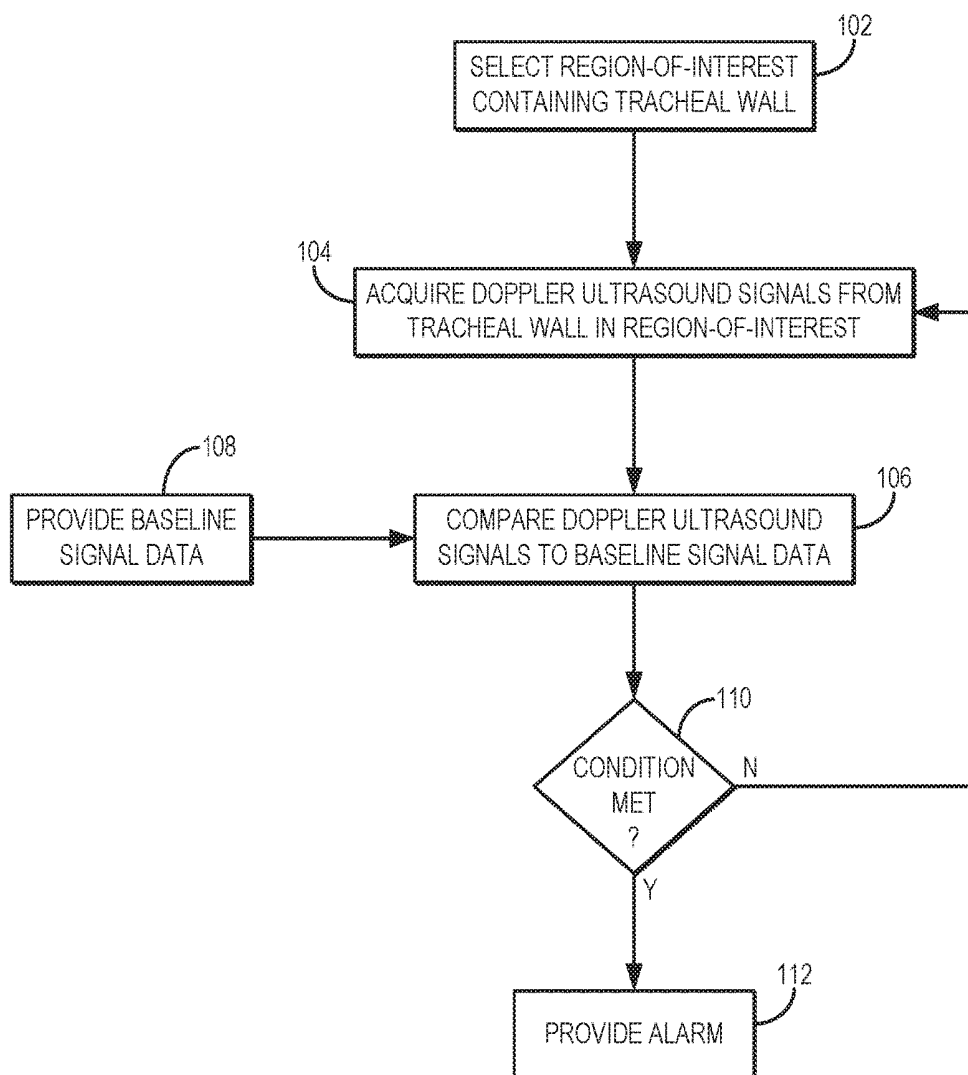 102
SELECT REGION-OF-INTEREST
CONTAINING TRACHEAL WALL
104
ACQUIRE DOPPLER ULTRASOUND SIGNALS FROM
TRACHEAL WALL IN REGION-OF-INTEREST
108
PROVIDE BASELINE
SIGNAL DATA
106
COMPARE DOPPLER ULTRASOUND
SIGNALS TO BASELINE SIGNAL DATA
110
CONDITION
MET
?
N
Y
112
PROVIDE ALARM